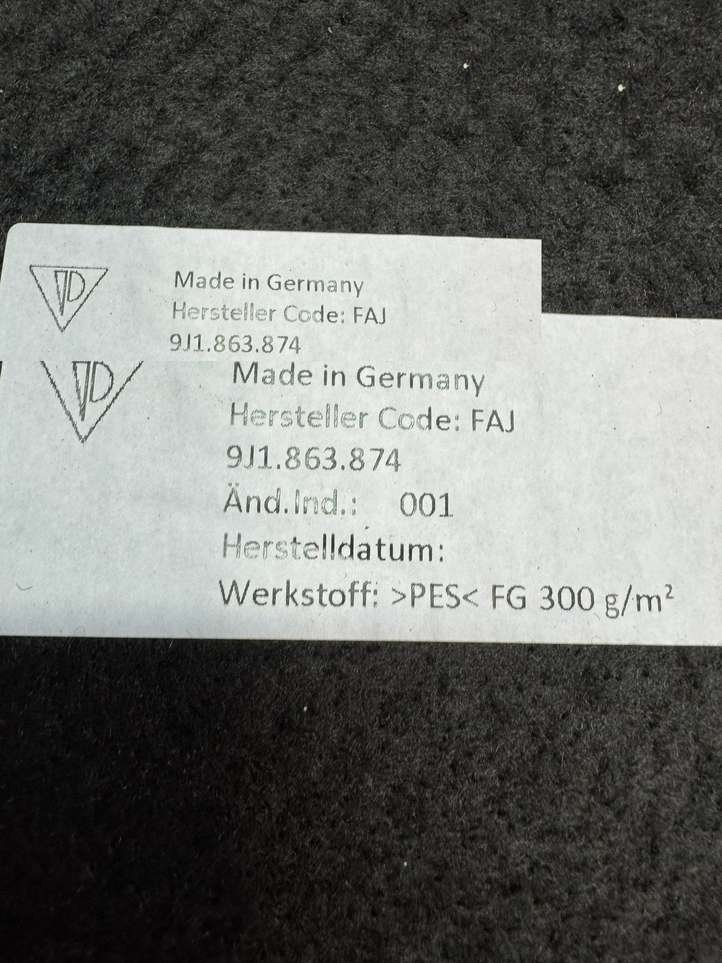 Made in Germany
Hersteller Code: FAJ
9J1.863.874
Made in Germany
Hersteller Code: FAJ
9J1.863.874
Änd.Ind.: 001
Herstelldatum:
Werkstoff: >PES< FG 300 g/m²